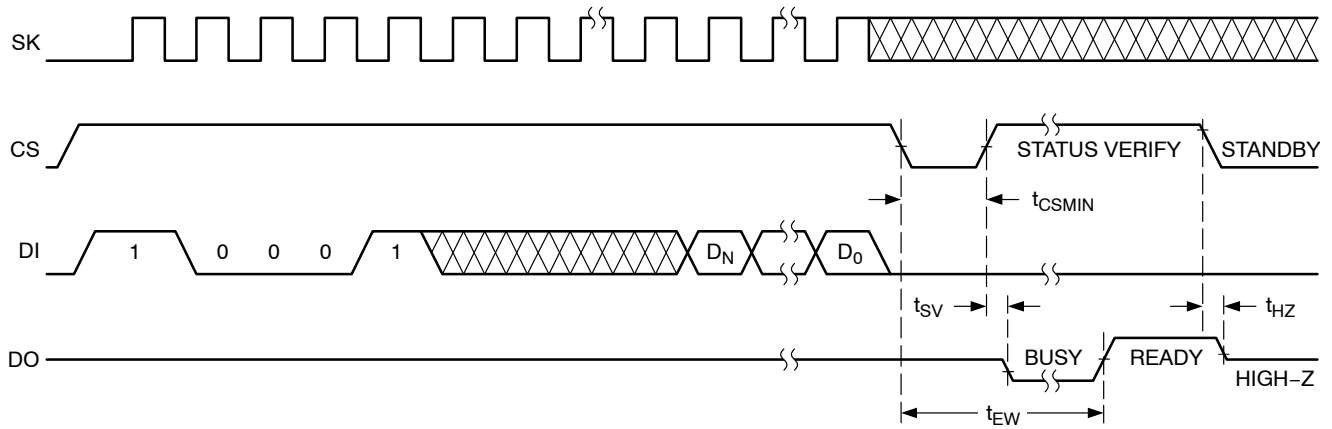 SK
CS
STATUS VERIFY
STANDBY
tCSMIN
DI
1 0 0 0 1 DN D0
tSV
tHZ
DO
BUSY
READY
HIGH–Z
tEW